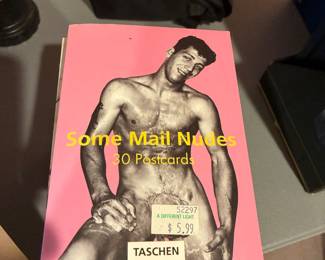 Some Mail Nudes
30 Postcards
52297
A DIFFERENT LIGHT
$ 5.99
TASCHEN